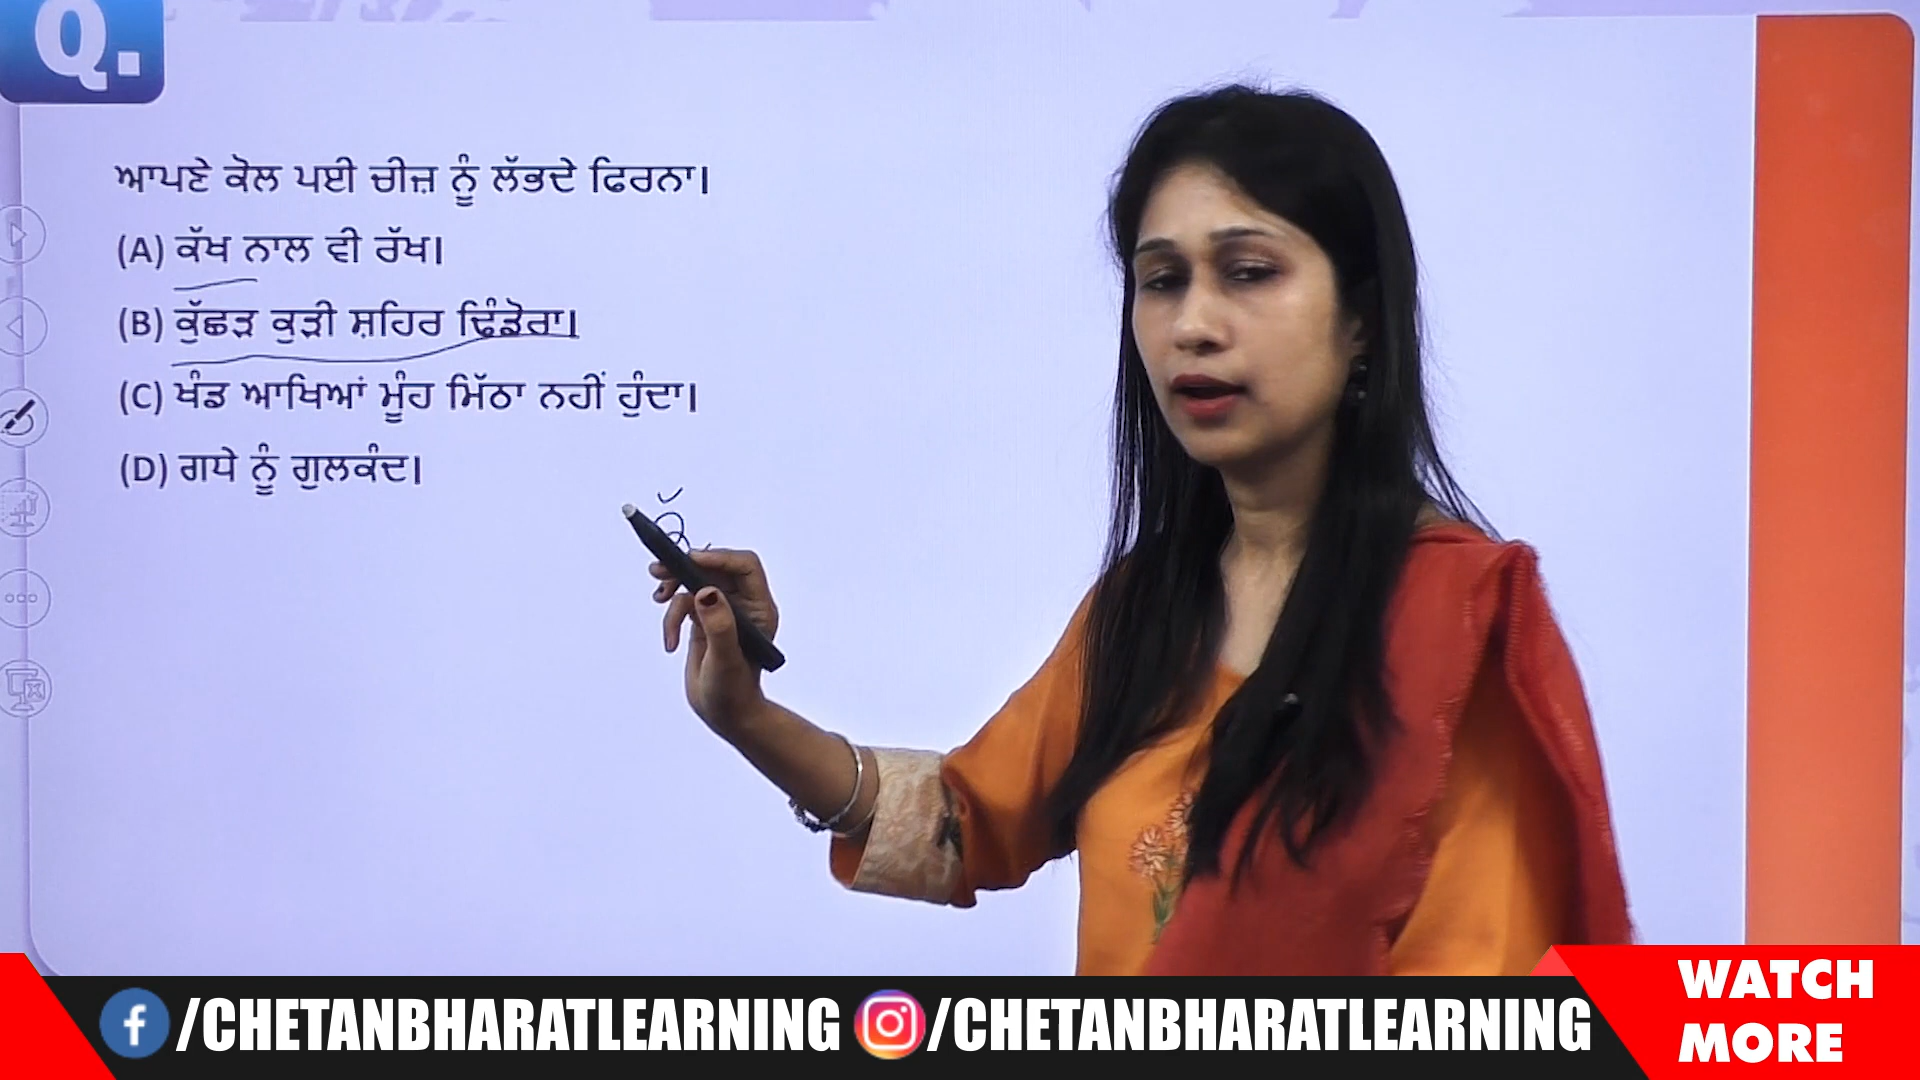 Q.
ਆਪਣੇ ਕੋਲ ਪਈ ਚੀਜ਼ ਨੂੰ ਲੱਭਦੇ ਫਿਰਨਾ।
(A) ਕੱਖ ਨਾਲ ਵੀ ਰੱਖ।
(B) ਕੁੱਛੜ ਕੁੜੀ ਸ਼ਹਿਰ ਢਿੰਡੋਰਾ।
(C) ਖੰਡ ਆਖਿਆਂ ਮੂੰਹ ਮਿੱਠਾ ਨਹੀਂ ਹੁੰਦਾ।
(D) ਗਧੇ ਨੂੰ ਗੁਲਕੰਦ।
/CHETANBHARATLEARNING /CHETANBHARATLEARNING
WATCH
MORE